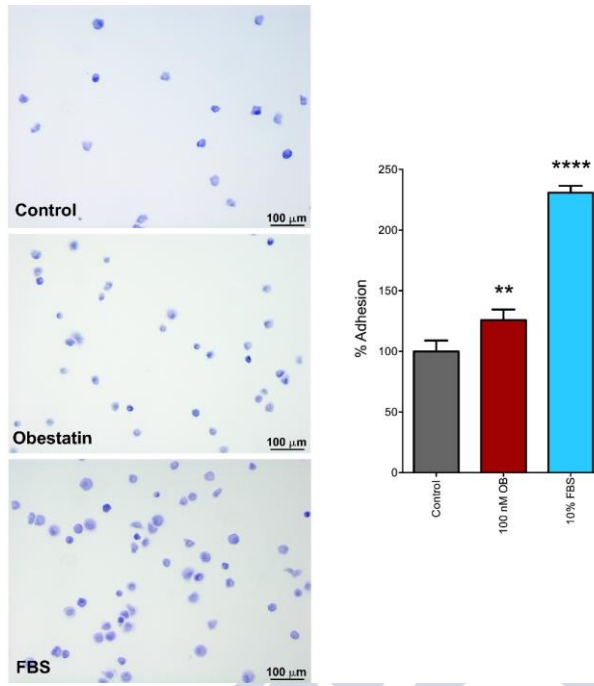 Control
100 μm
Obestatin
100 μm
FBS
100 μm
% Adhesion
250
200
150
100
50
0
**
****
Control
100 nM OB
10% FBS